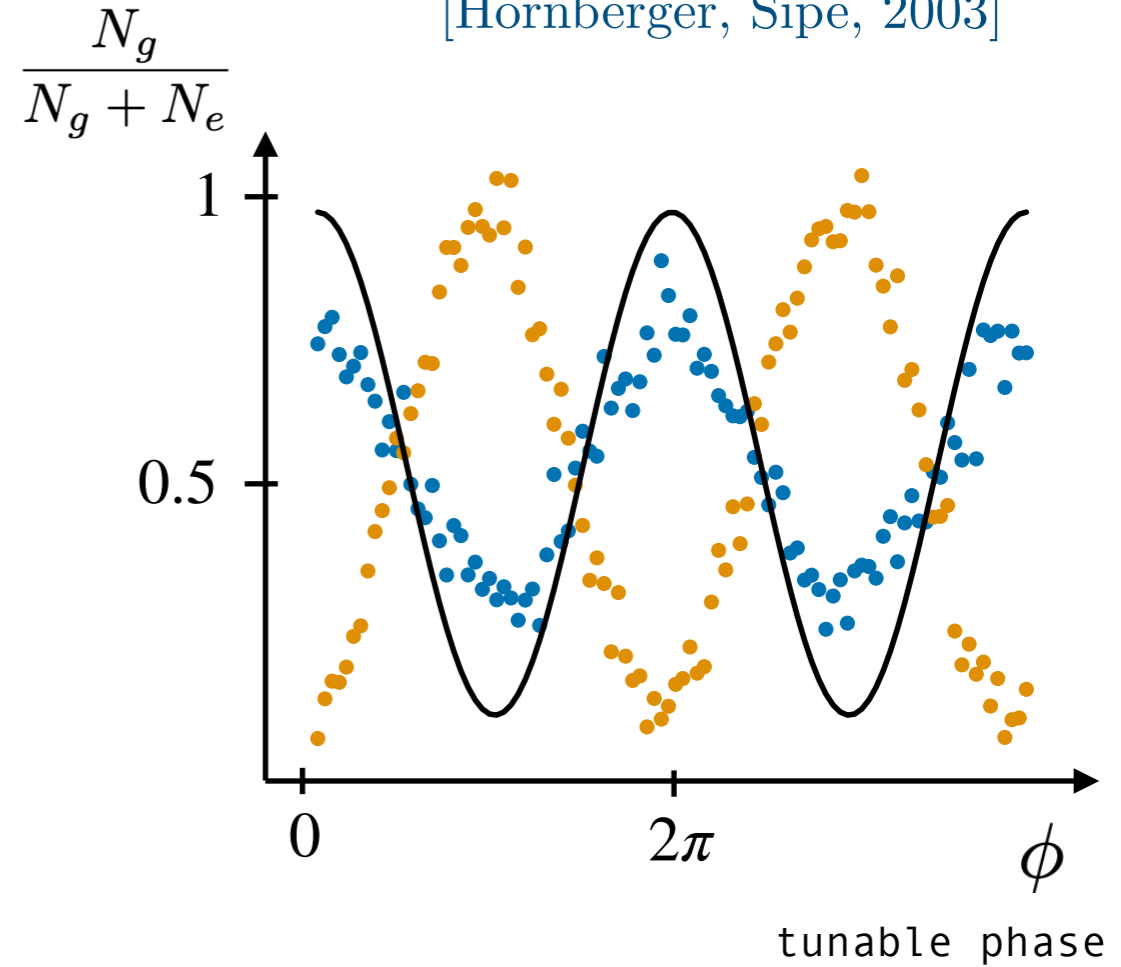 [Hornberger, Sipe, 2003]
N_g
N_g + N_e
1
0.5
0
2π
ϕ
tunable phase